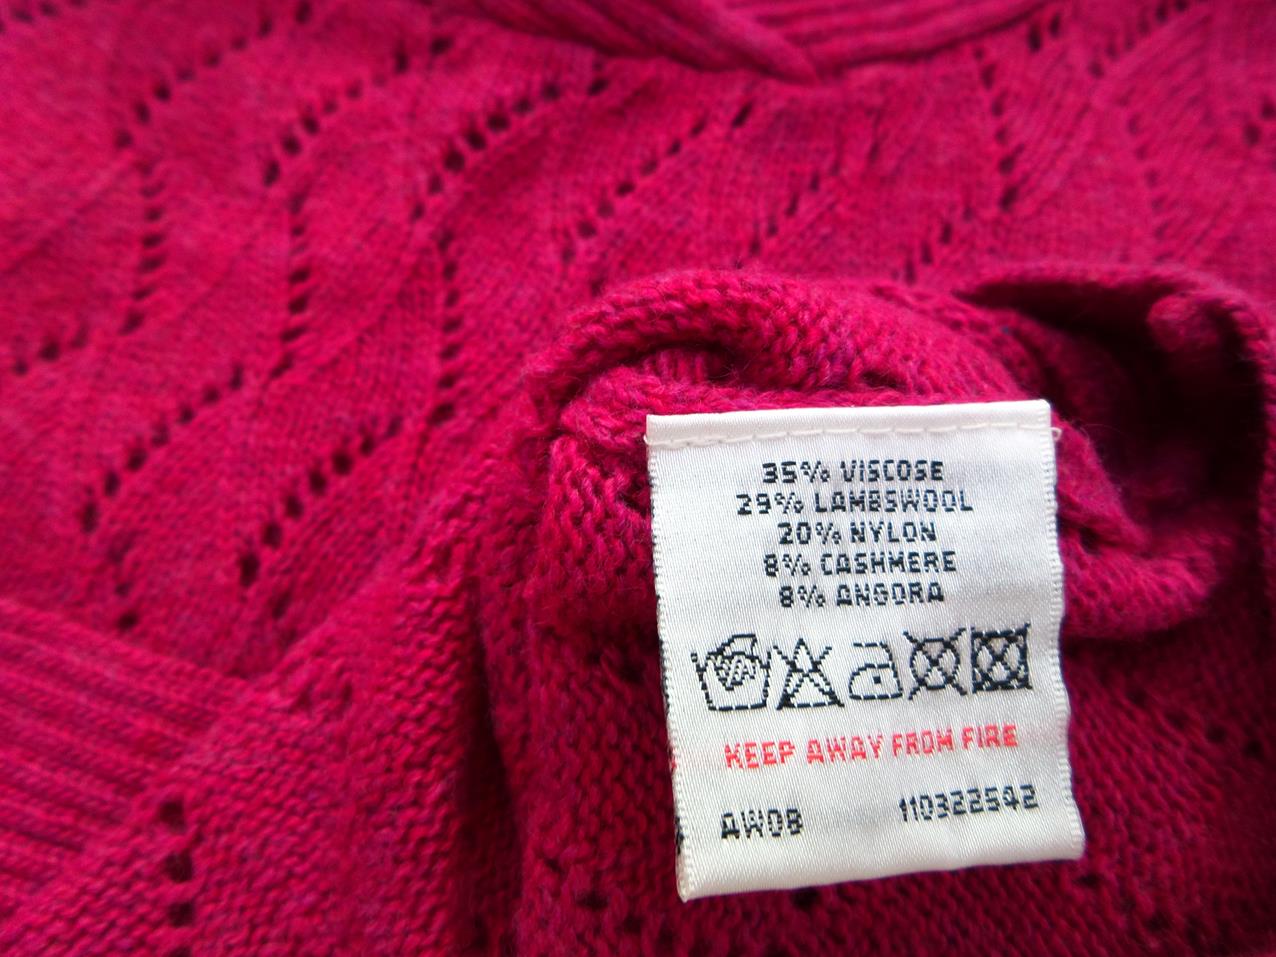 35% VISCOSE
29% LAMBSWOOL
20% NYLON
8% CASHMERE
8% ANGORA
KEEP AWAY FROM FIRE
AW08 110322542